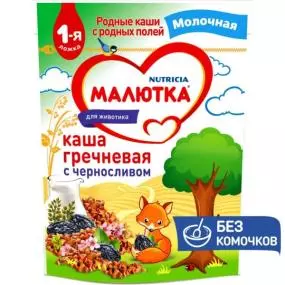 1-я
ложка
Родные каши
с родных полей
Молочная
NUTRICIA
МАЛЮТКА
для животика
каша
гречневая
с черносливом
БЕЗ
КОМОЧКОВ